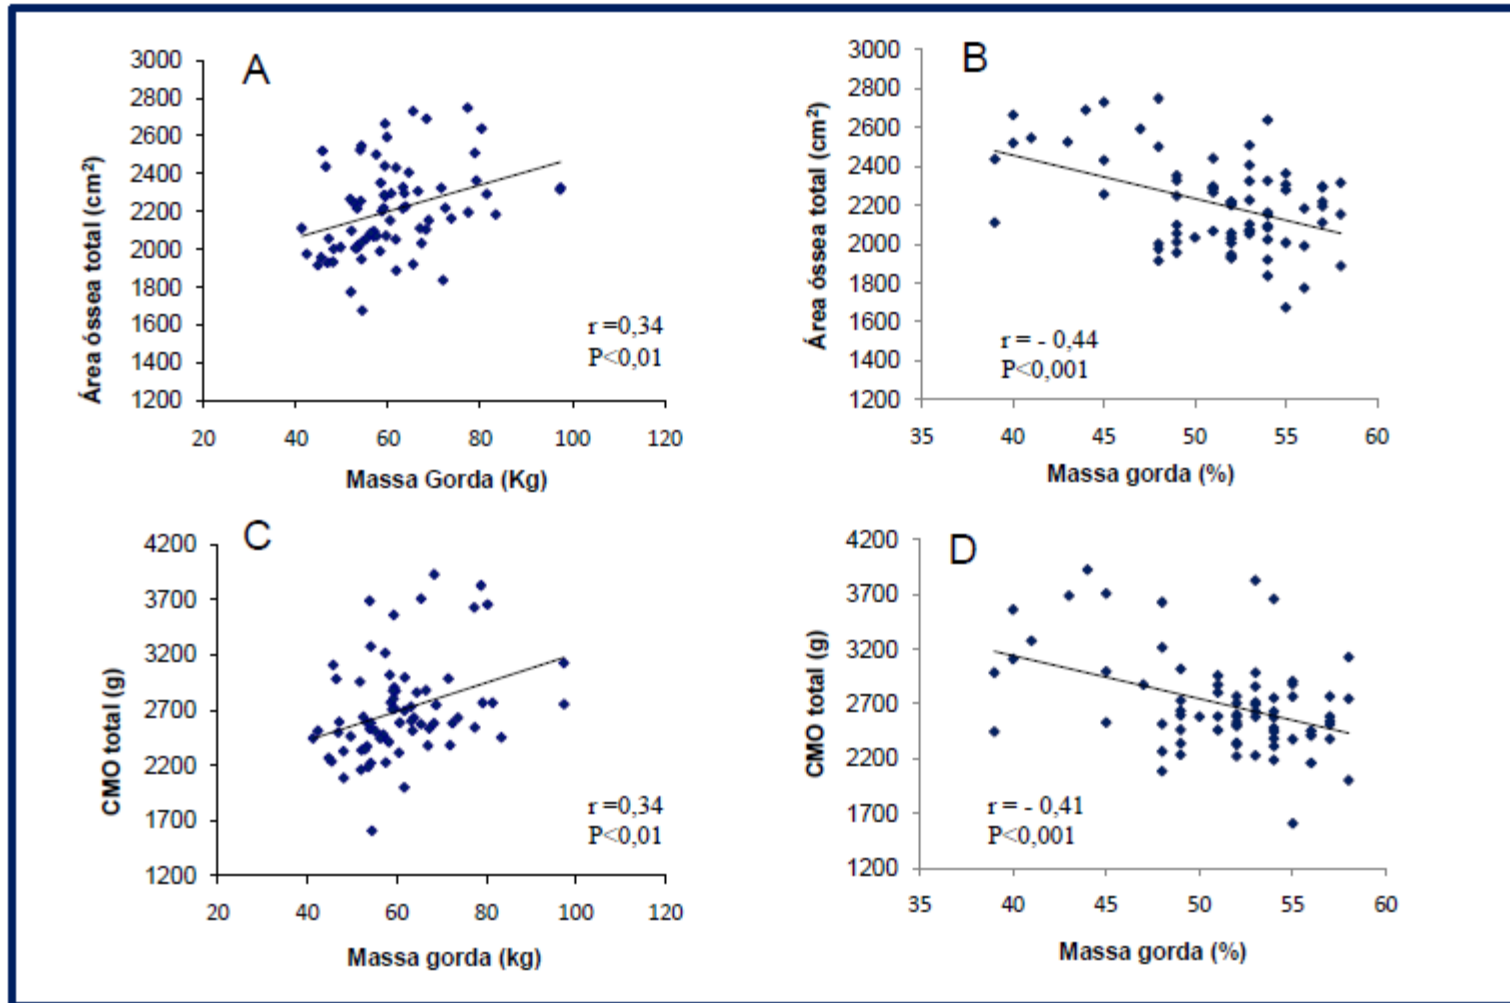 A
3000
2800
2600
2400
2200
2000
1800
1600
1400
1200
Área óssea total (cm²)
r =0,34
P<0,01
20 40 60 80 100 120
Massa Gorda (Kg)
B
3000
2800
2600
2400
2200
2000
1800
1600
1400
1200
Área óssea total (cm²)
r = - 0,44
P<0,001
35 40 45 50 55 60
Massa gorda (%)
C
4200
3700
3200
2700
2200
1700
1200
CMO total (g)
r =0,34
P<0,01
20 40 60 80 100 120
Massa gorda (kg)
D
4200
3700
3200
2700
2200
1700
1200
CMO total (g)
r = - 0,41
P<0,001
35 40 45 50 55 60
Massa gorda (%)